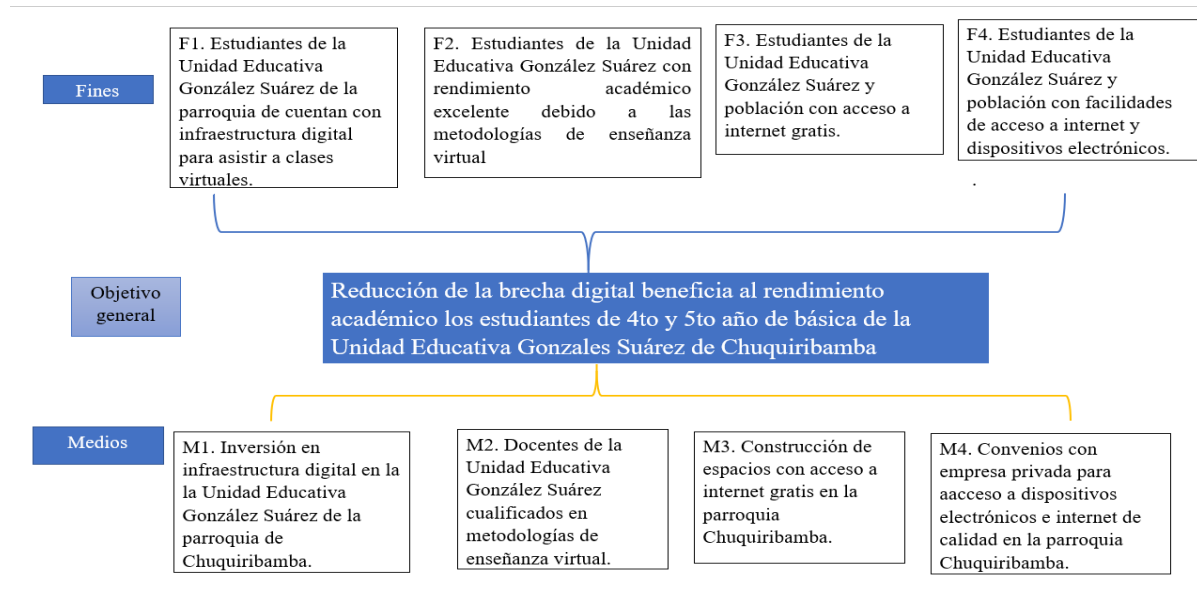 Fines
F1. Estudiantes de la
Unidad Educativa
González Suárez de la
parroquia de cuentan con
infraestructura digital
para asistir a clases
virtuales.
F2. Estudiantes de la Unidad
Educativa González Suárez con
rendimiento académico
excelente debido a las
metodologías de enseñanza
virtual
F3. Estudiantes de la
Unidad Educativa
González Suárez y
población con acceso a
internet gratis.
F4. Estudiantes de la
Unidad Educativa
González Suárez y
población con facilidades
de acceso a internet y
dispositivos electrónicos.
.
Objetivo
general
Reducción de la brecha digital beneficia al rendimiento
académico los estudiantes de 4to y 5to año de básica de la
Unidad Educativa Gonzales Suárez de Chuquiribamba
Medios
M1. Inversión en
infraestructura digital en la
la Unidad Educativa
González Suárez de la
parroquia de
Chuquiribamba.
M2. Docentes de la
Unidad Educativa
González Suárez
cualificados en
metodologías de
enseñanza virtual.
M3. Construcción de
espacios con acceso a
internet gratis en la
parroquia
Chuquiribamba.
M4. Convenios con
empresa privada para
aacceso a dispositivos
electrónicos e internet de
calidad en la parroquia
Chuquiribamba.